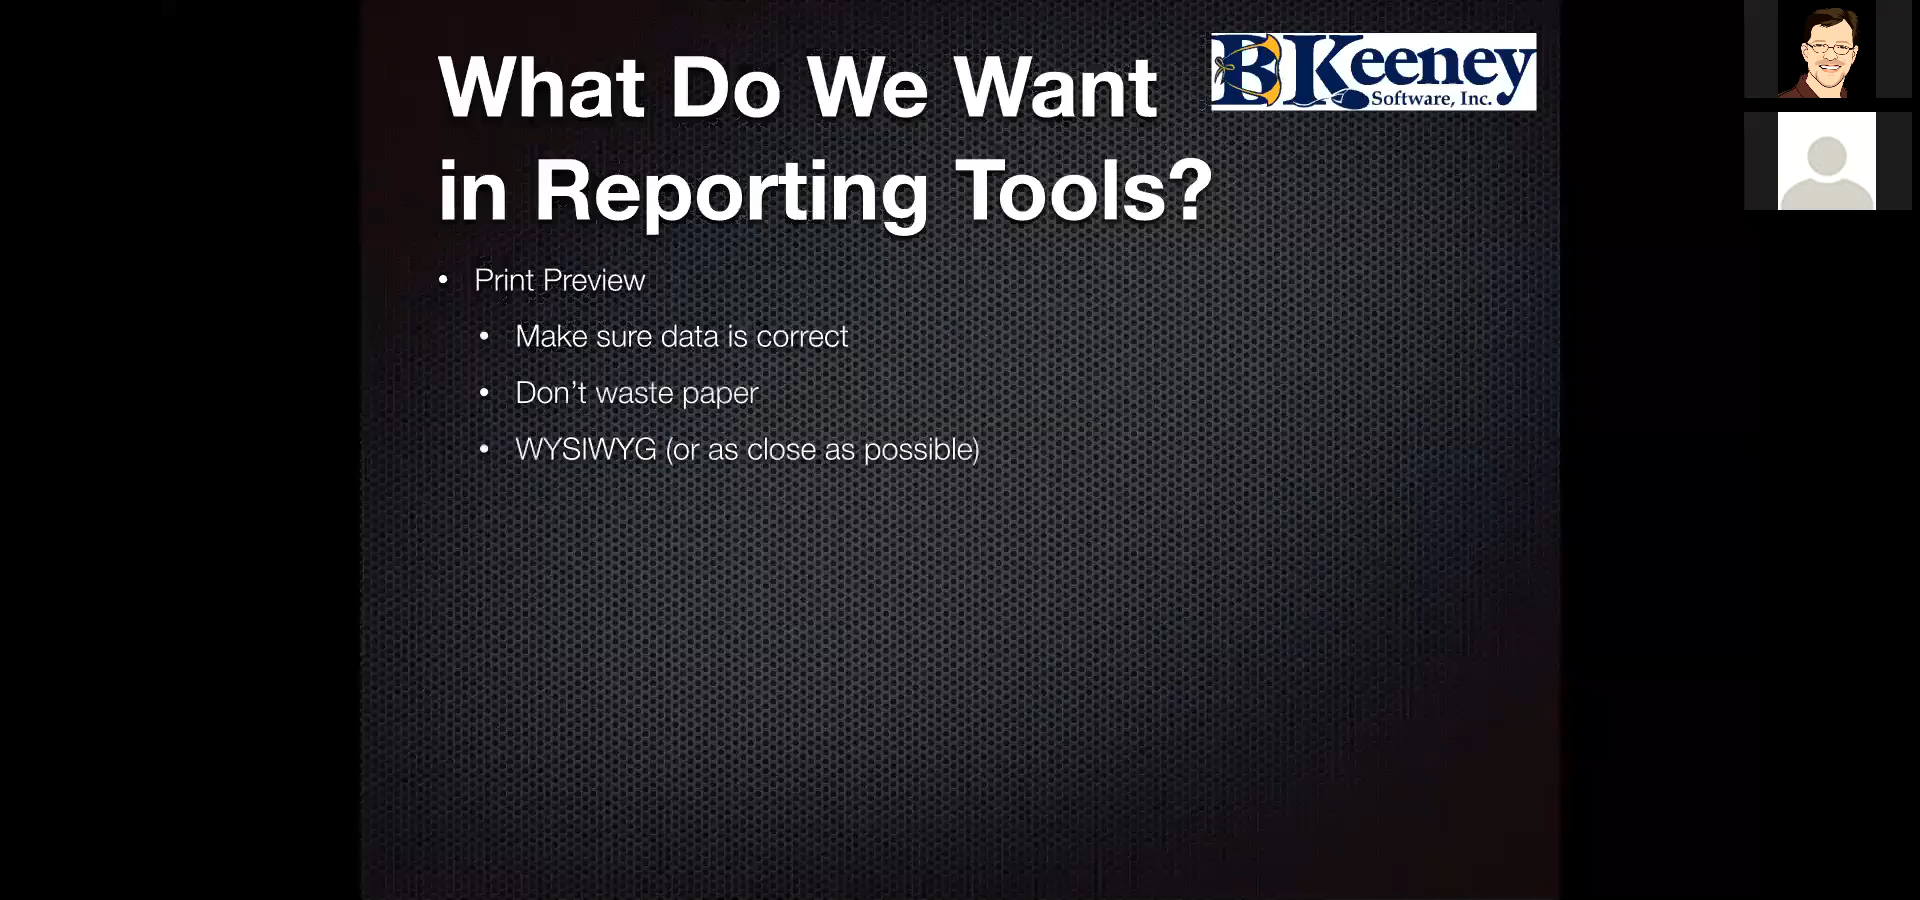 What Do We Want
in Reporting Tools?
BKeeney
Software, Inc.
• Print Preview
• Make sure data is correct
• Don’t waste paper
• WYSIWYG (or as close as possible)